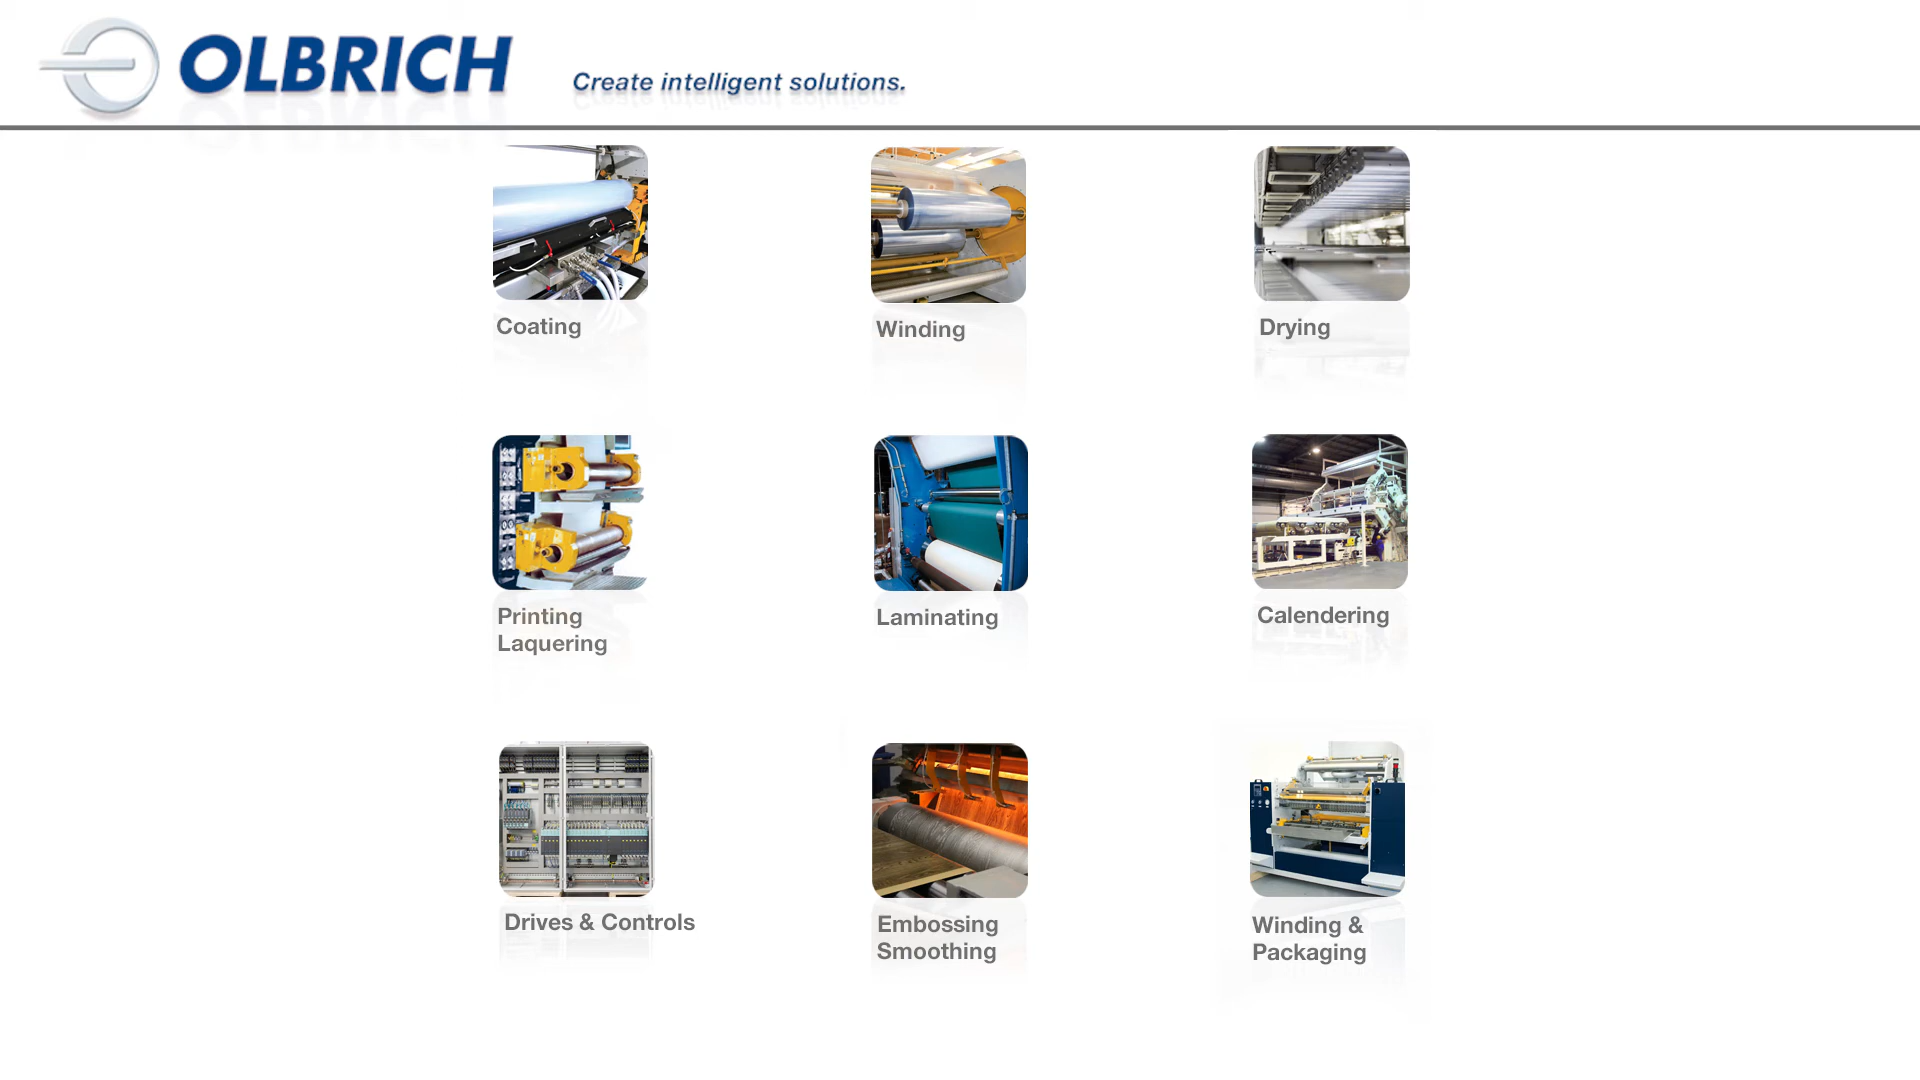 OLBRICH
Create intelligent solutions.
Coating
Winding
Drying
Printing
Laquering
Laminating
Calendering
Drives & Controls
Embossing
Smoothing
Winding &
Packaging